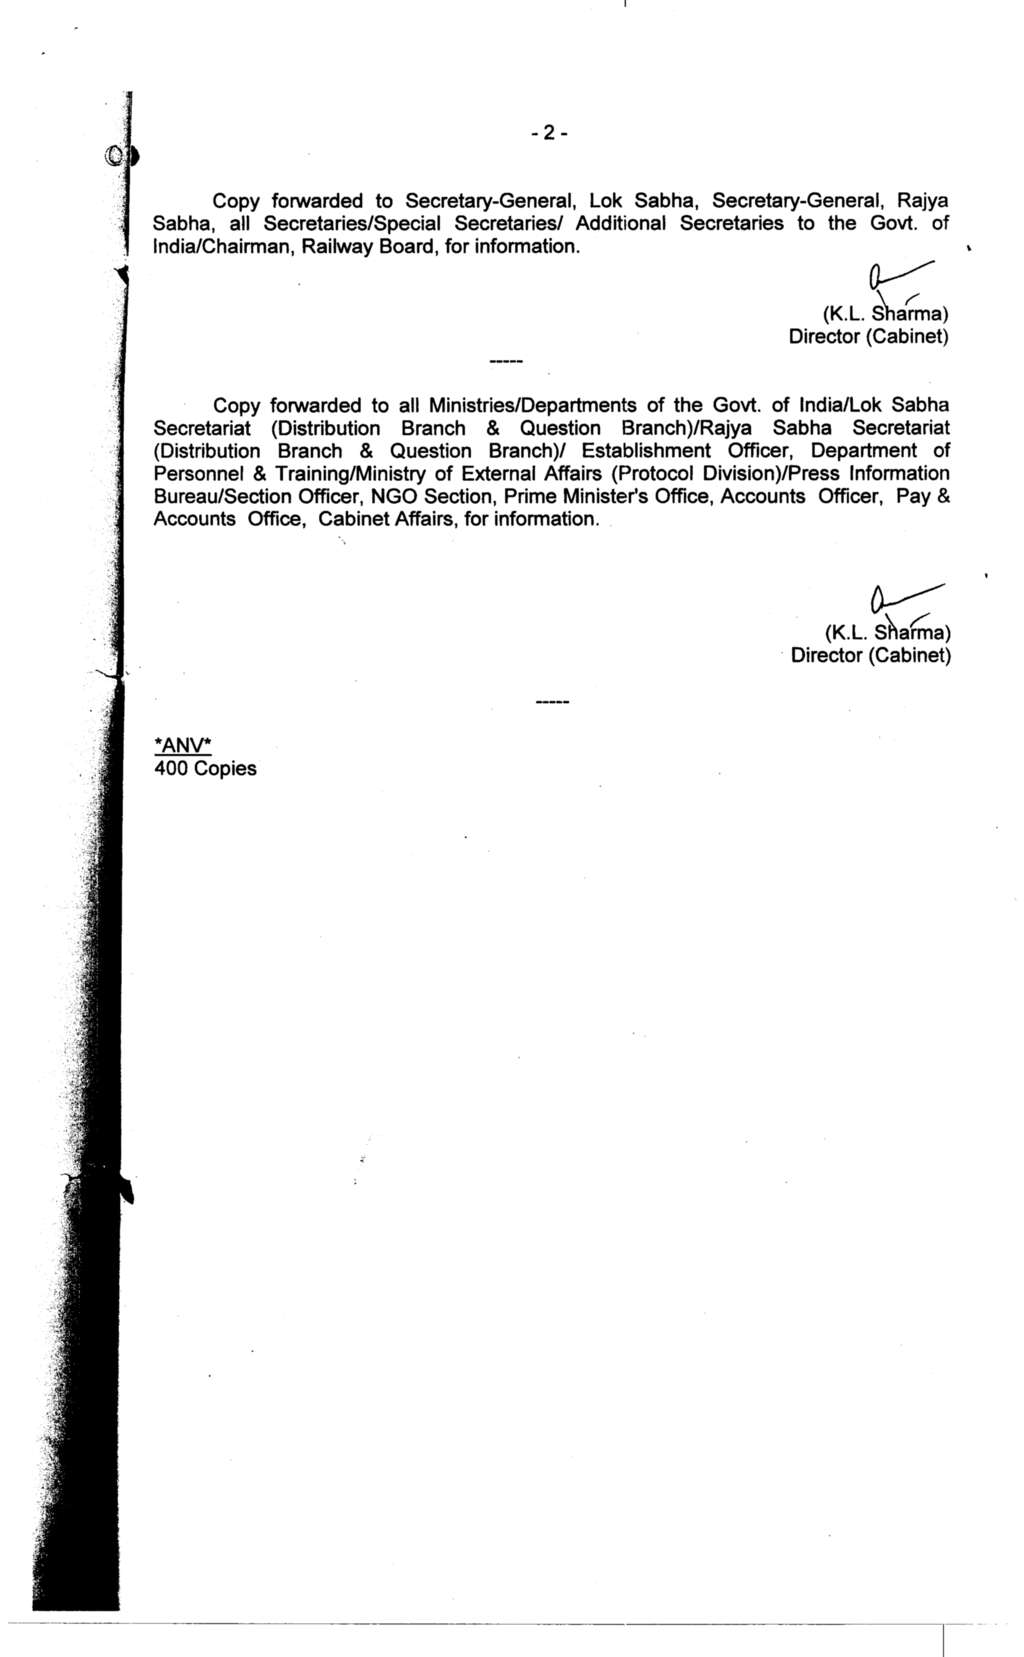 - 2 -
Copy forwarded to Secretary-General, Lok Sabha, Secretary-General, Rajya
Sabha, all Secretaries/Special Secretaries/ Additional Secretaries to the Govt. of
India/Chairman, Railway Board, for information.
(K.L. Sharma)
Director (Cabinet)
-----
Copy forwarded to all Ministries/Departments of the Govt. of India/Lok Sabha
Secretariat (Distribution Branch & Question Branch)/Rajya Sabha Secretariat
(Distribution Branch & Question Branch)/ Establishment Officer, Department of
Personnel & Training/Ministry of External Affairs (Protocol Division)/Press Information
Bureau/Section Officer, NGO Section, Prime Minister's Office, Accounts Officer, Pay &
Accounts Office, Cabinet Affairs, for information.
(K.L. Sharma)
Director (Cabinet)
-----
*ANV*
400 Copies